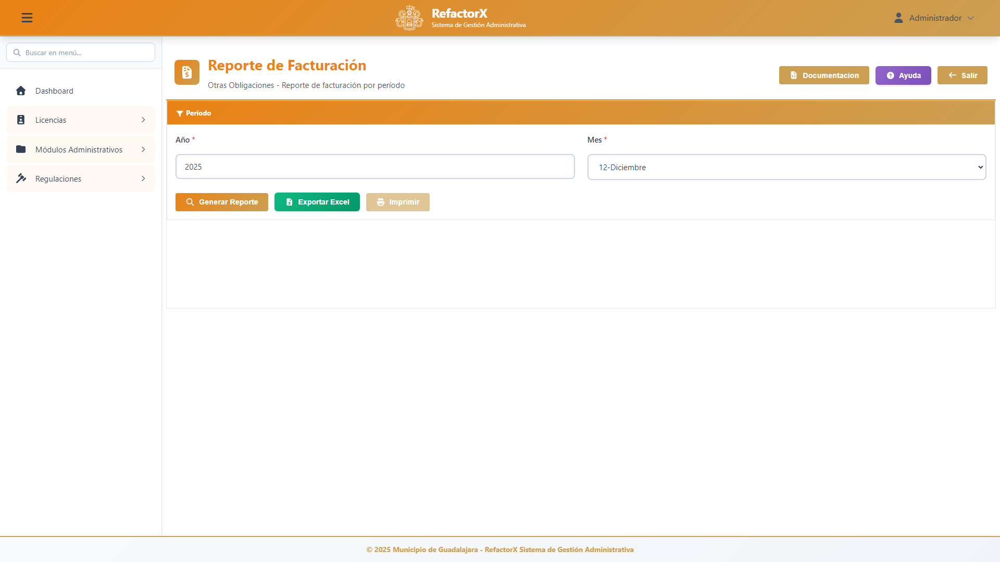 RefactorX
Sistema de Gestión Administrativa
Administrador
Buscar en menú...
Dashboard
Licencias
Módulos Administrativos
Regulaciones
Reporte de Facturación
Otras Obligaciones - Reporte de facturación por período
Documentacion
Ayuda
Salir
Período
Año *
Mes *
2025
12-Diciembre
Generar Reporte
Exportar Excel
Imprimir
© 2025 Municipio de Guadalajara - RefactorX Sistema de Gestión Administrativa